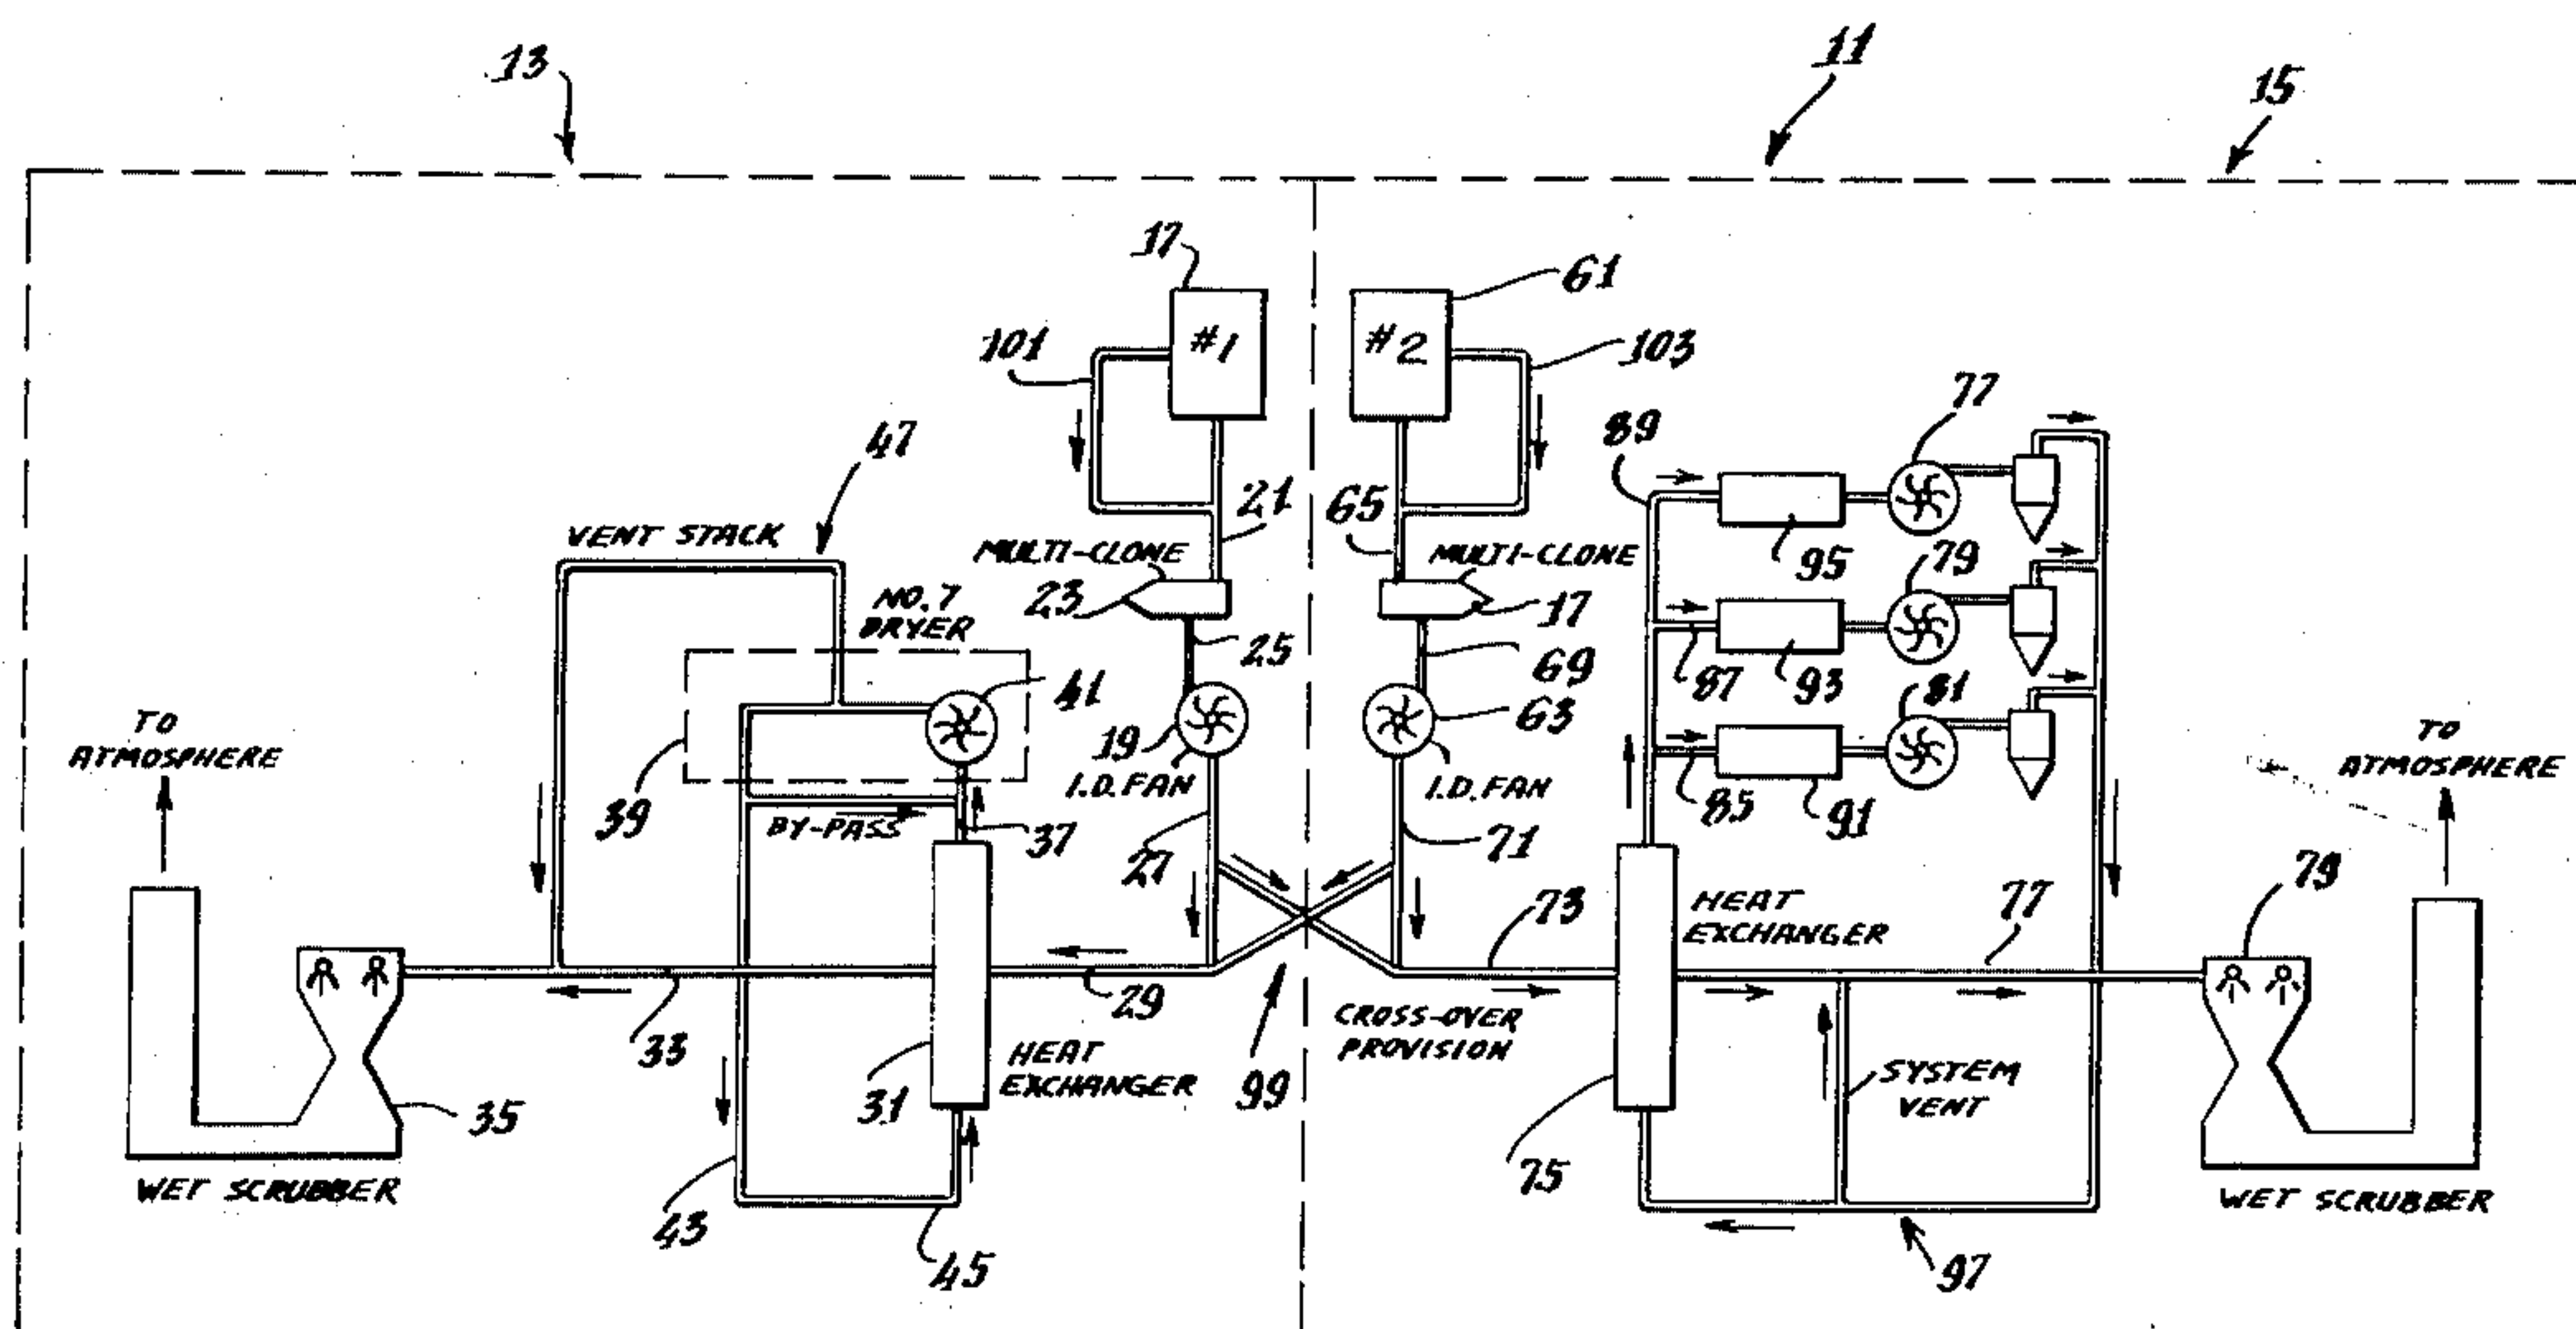 13
11
15
17
#1
61
#2
101
103
47
VENT STACK
21
65
MULTI-CLONE
23
MULTI-CLONE
17
NO. 7
DRYER
25
69
41
19
I.D. FAN
63
I.D. FAN
39
BY-PASS
37
27
71
TO
ATMOSPHERE
89
77
95
79
87
93
81
85
91
TO
ATMOSPHERE
73
HEAT
EXCHANGER
77
79
29
33
31
HEAT
EXCHANGER
99
CROSS-OVER
PROVISION
SYSTEM
VENT
35
WET SCRUBBER
43
45
75
97
WET SCRUBBER